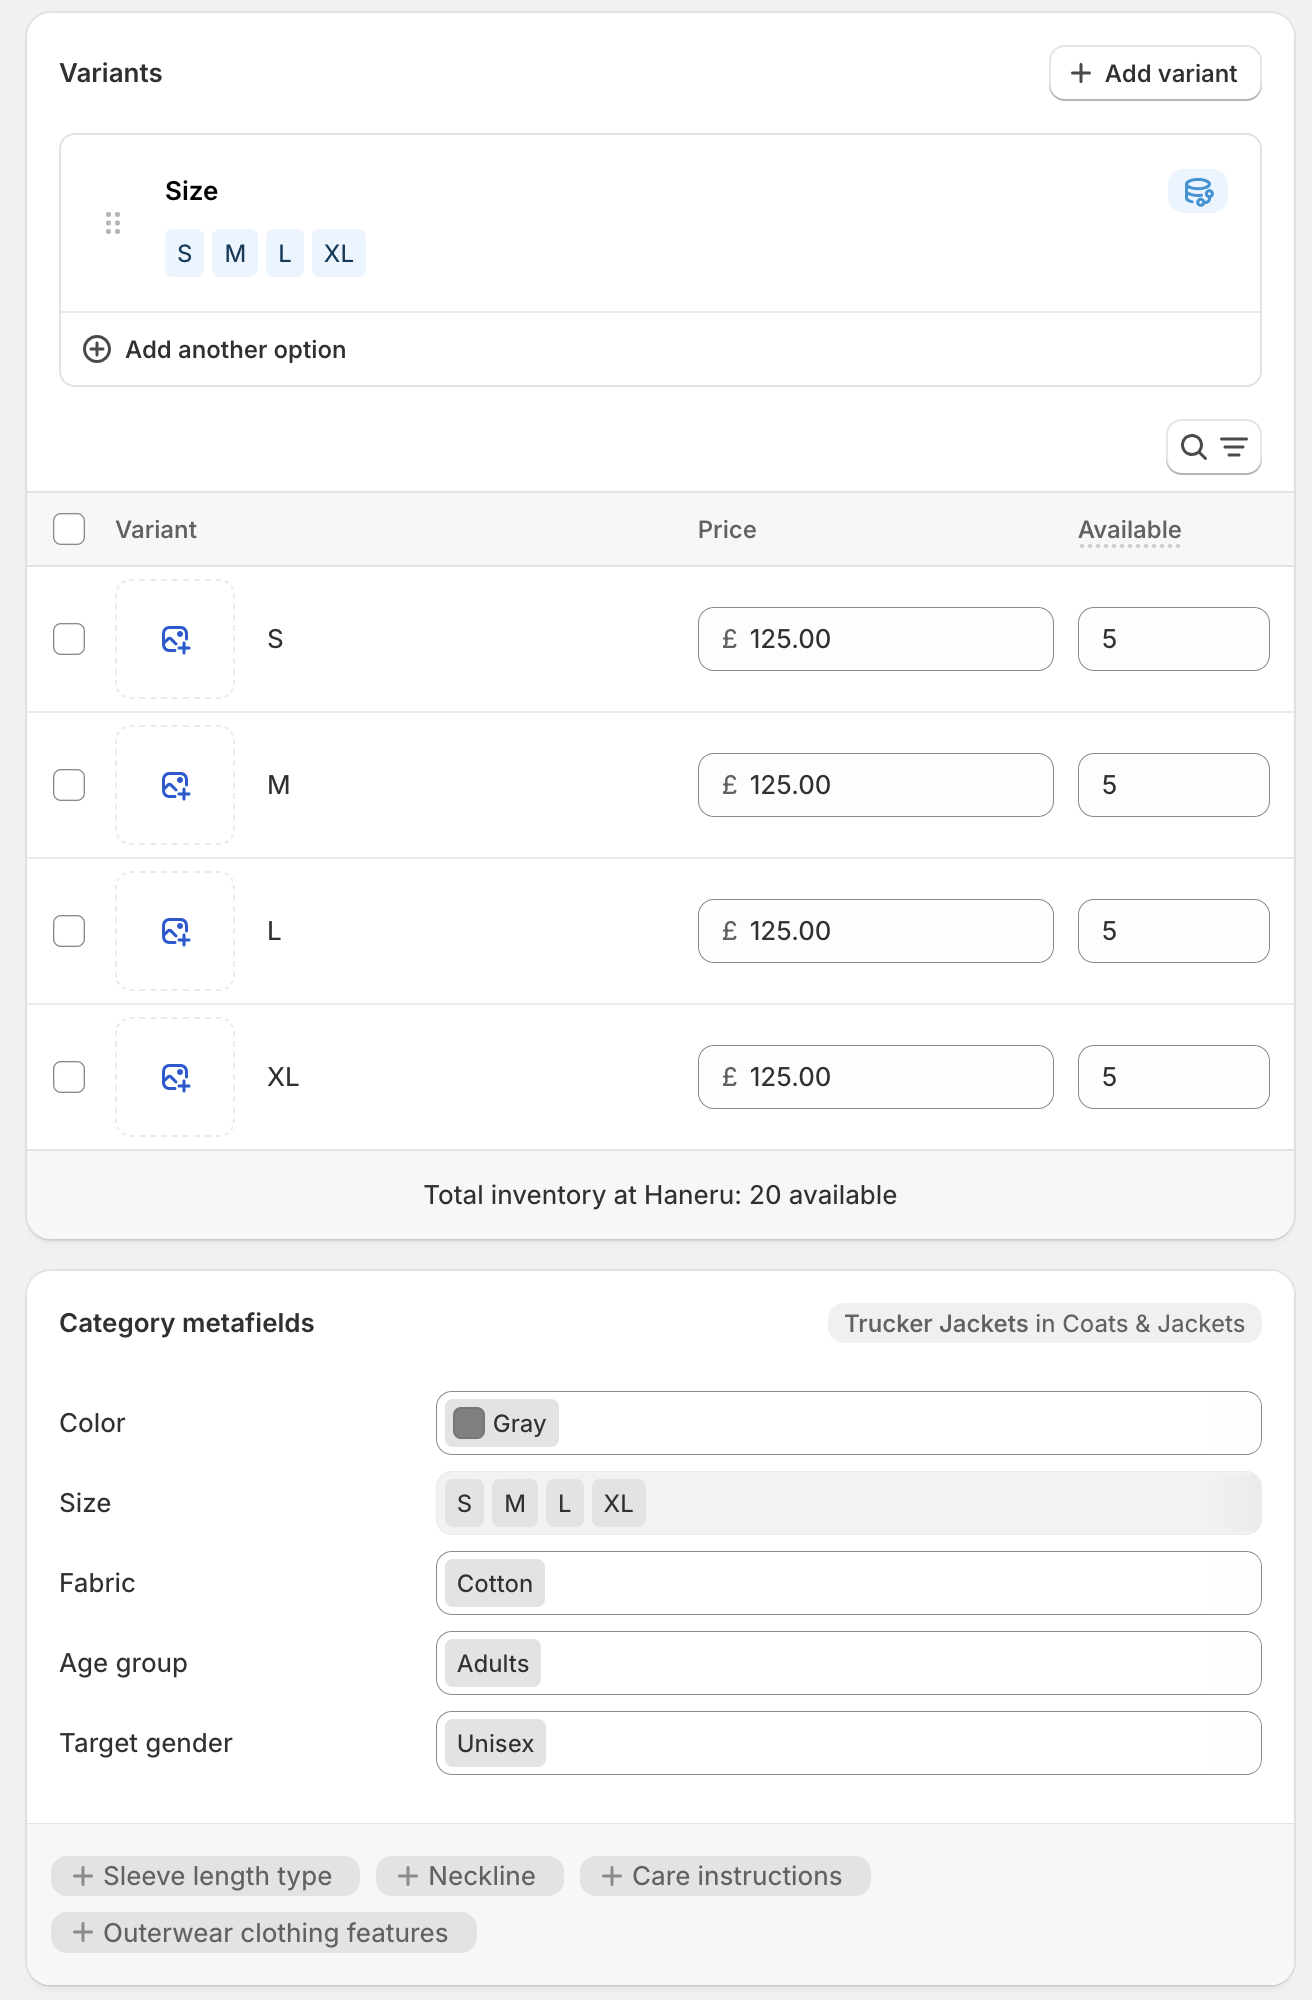 Variants
Add variant
Size
S M L XL
Add another option
Variant Price Available
S £ 125.00 5
M £ 125.00 5
L £ 125.00 5
XL £ 125.00 5
Total inventory at Haneru: 20 available
Category metafields Trucker Jackets in Coats & Jackets
Color Gray
Size S M L XL
Fabric Cotton
Age group Adults
Target gender Unisex
Sleeve length type Neckline Care instructions
Outerwear clothing features